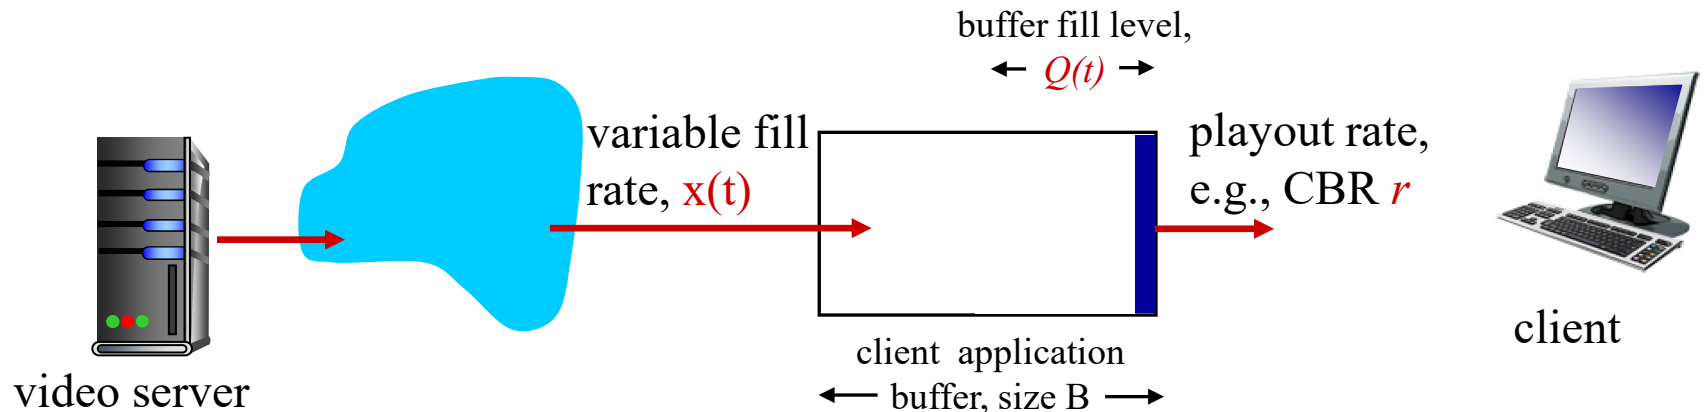 buffer fill level,
Q(t)
variable fill
rate, x(t)
playout rate,
e.g., CBR r
client application
buffer, size B
video server
client